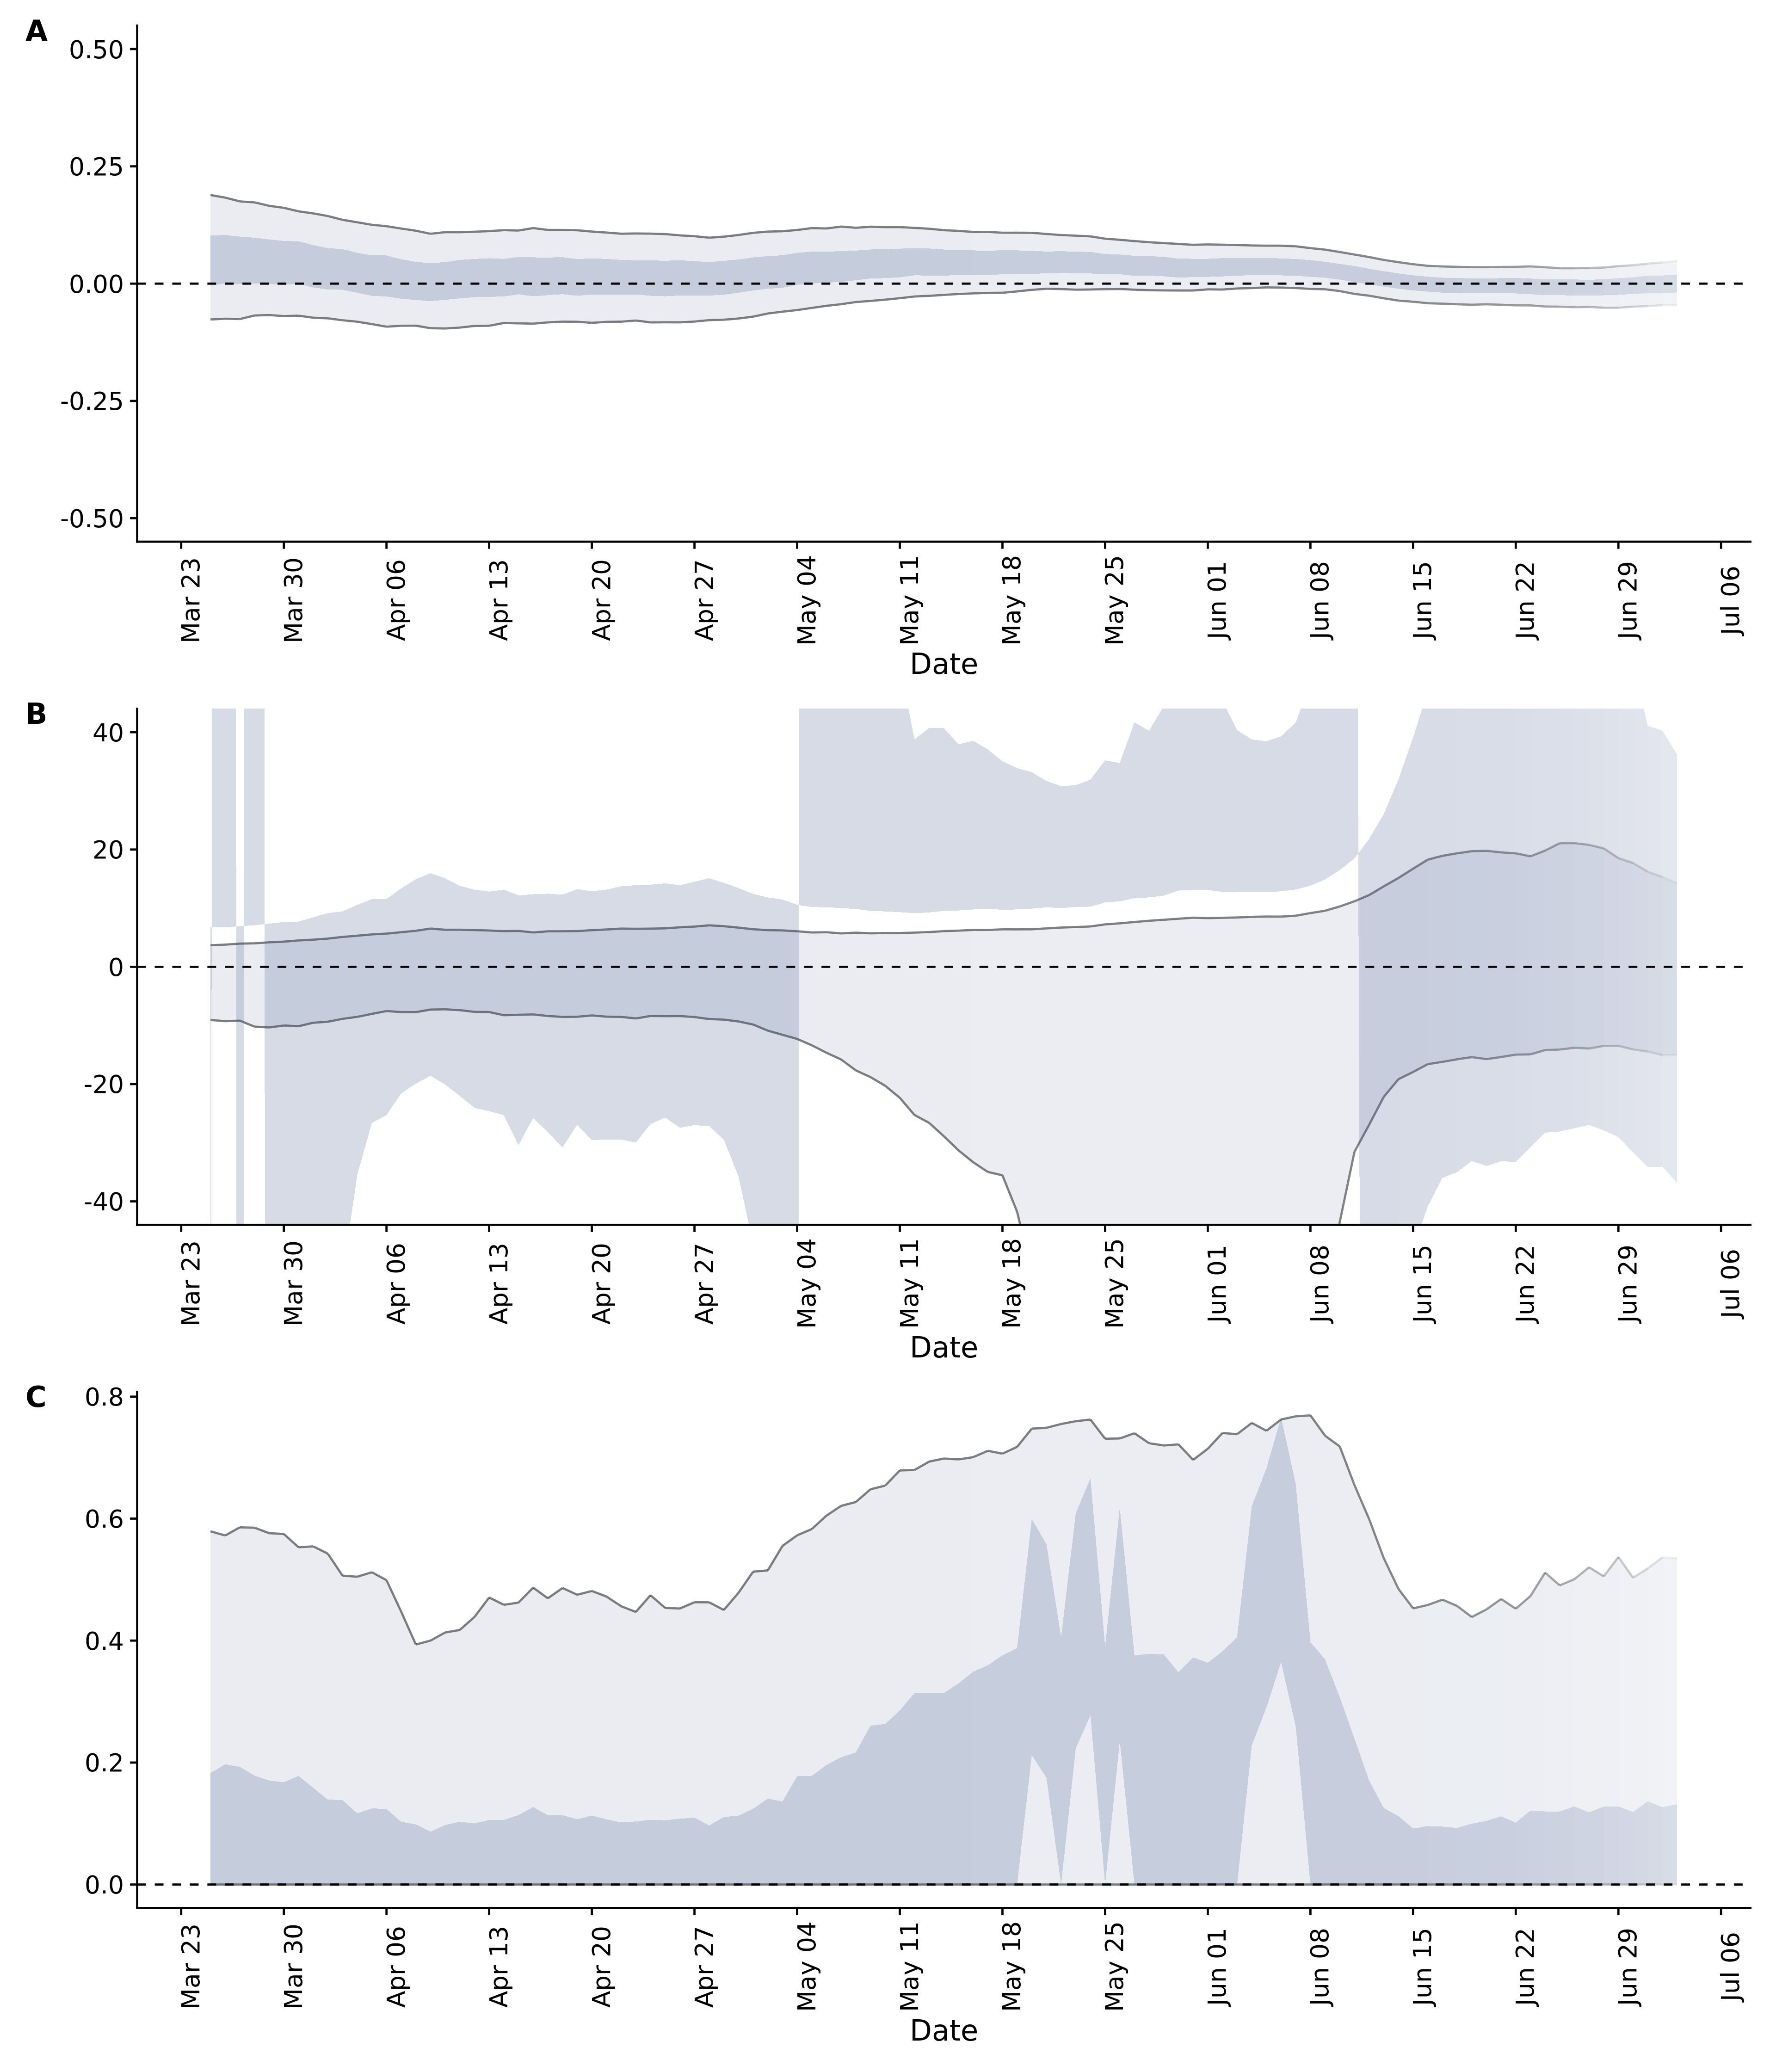 A
0.50
0.25
0.00
-0.25
-0.50
Mar 23
Mar 30
Apr 06
Apr 13
Apr 20
Apr 27
May 04
May 11
May 18
May 25
Jun 01
Jun 08
Jun 15
Jun 22
Jun 29
Jul 06
Date
B
40
20
0
-20
-40
Mar 23
Mar 30
Apr 06
Apr 13
Apr 20
Apr 27
May 04
May 11
May 18
May 25
Jun 01
Jun 08
Jun 15
Jun 22
Jun 29
Jul 06
Date
C
0.8
0.6
0.4
0.2
0.0
Mar 23
Mar 30
Apr 06
Apr 13
Apr 20
Apr 27
May 04
May 11
May 18
May 25
Jun 01
Jun 08
Jun 15
Jun 22
Jun 29
Jul 06
Date